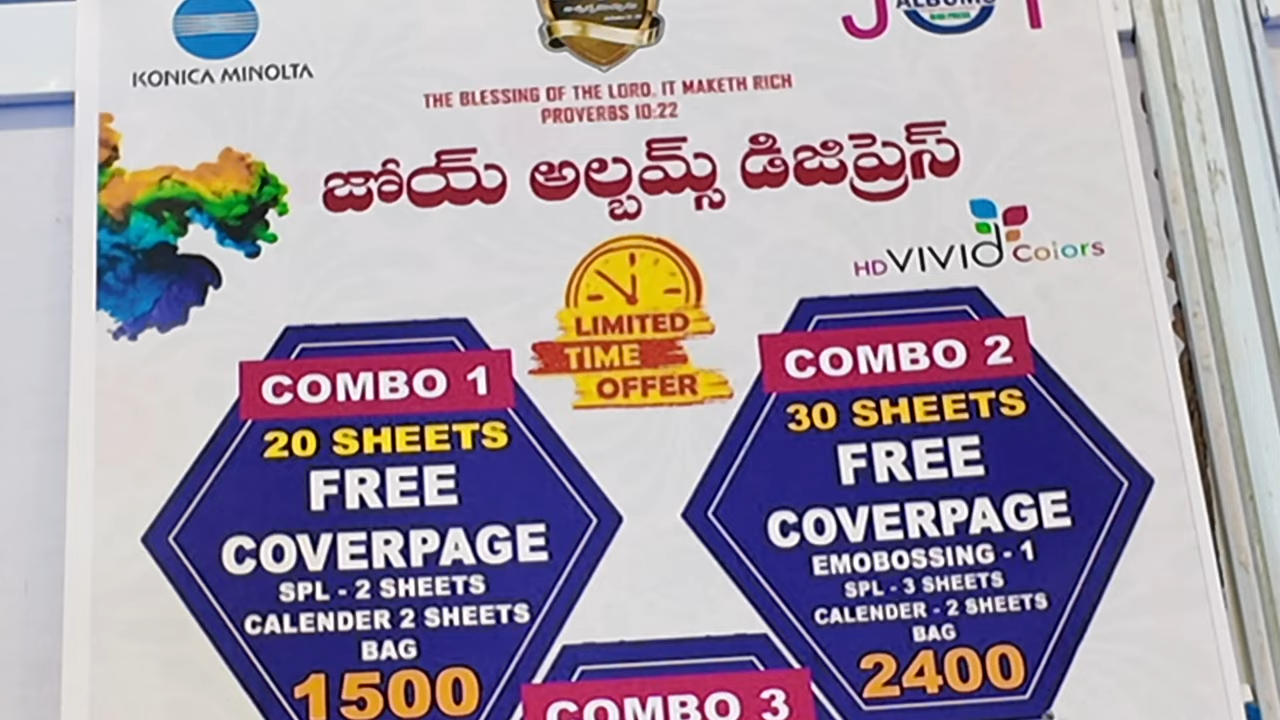 KONICA MINOLTA
ALBUMS
THE BLESSING OF THE LORD, IT MAKETH RICH
PROVERBS 10:22
జోయ్ అల్బమ్స్ డిజిప్రెస్
HD VIVID Colors
LIMITED
TIME
OFFER
COMBO 1
20 SHEETS
FREE
COVERPAGE
SPL - 2 SHEETS
CALENDER 2 SHEETS
BAG
1500
COMBO 2
30 SHEETS
FREE
COVERPAGE
EMOBOSSING - 1
SPL - 3 SHEETS
CALENDER - 2 SHEETS
BAG
2400
COMBO 3